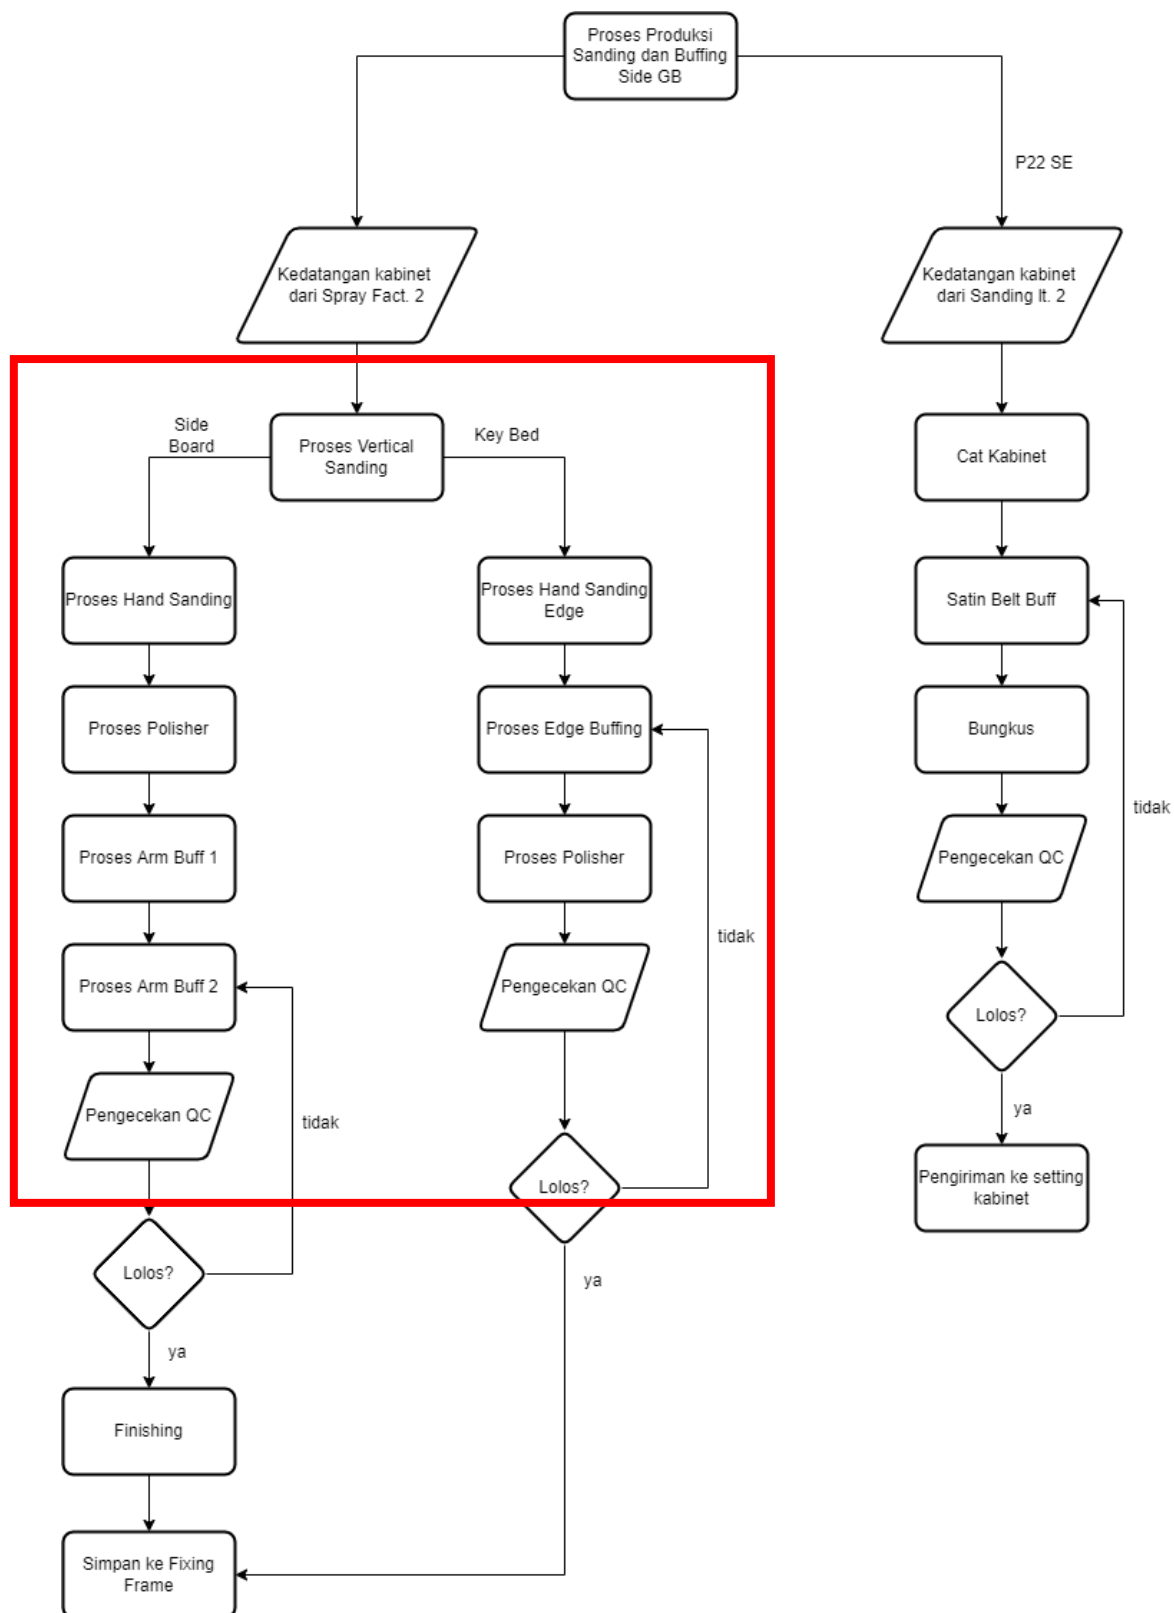 Proses Produksi
Sanding dan Buffing
Side GB
P22 SE
Kedatangan kabinet
dari Spray Fact. 2
Kedatangan kabinet
dari Sanding lt. 2
Side
Board
Key Bed
Proses Vertical
Sanding
Cat Kabinet
Proses Hand Sanding
Proses Hand Sanding
Edge
Satin Belt Buff
Proses Polisher
Proses Edge Buffing
Bungkus
tidak
Proses Arm Buff 1
Proses Polisher
Pengecekan QC
tidak
Proses Arm Buff 2
Pengecekan QC
Lolos?
Pengecekan QC
tidak
ya
Lolos?
Pengiriman ke setting
kabinet
Lolos?
ya
ya
Finishing
Simpan ke Fixing
Frame